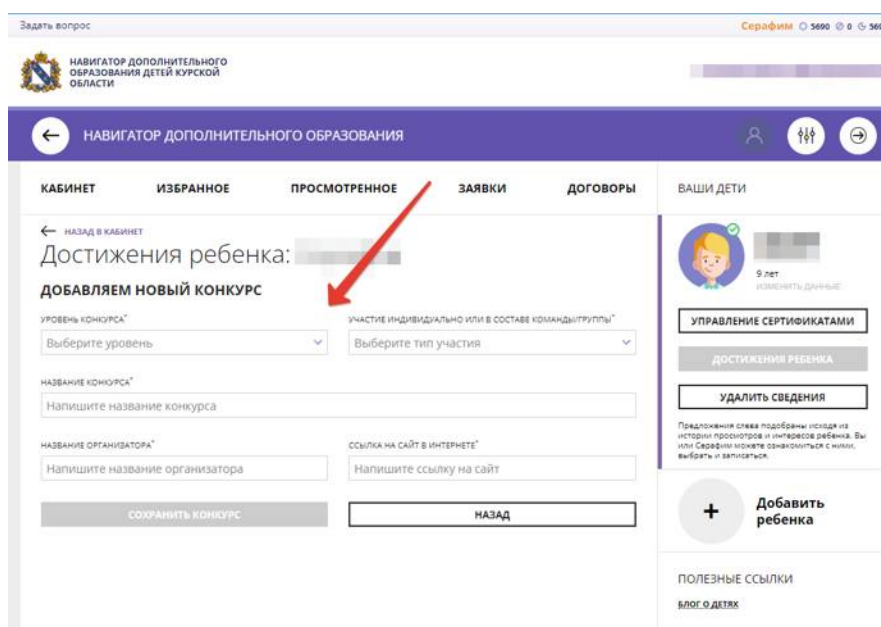 Задать вопрос
Серафим 5690 0 569
НАВИГАТОР ДОПОЛНИТЕЛЬНОГО
ОБРАЗОВАНИЯ ДЕТЕЙ КУРСКОЙ
ОБЛАСТИ
НАВИГАТОР ДОПОЛНИТЕЛЬНОГО ОБРАЗОВАНИЯ
КАБИНЕТ ИЗБРАННОЕ ПРОСМОТРЕННОЕ ЗАЯВКИ ДОГОВОРЫ
НАЗАД В КАБИНЕТ
Достижения ребенка:
ДОБАВЛЯЕМ НОВЫЙ КОНКУРС
УРОВЕНЬ КОНКУРСА* УЧАСТИЕ ИНДИВИДУАЛЬНО ИЛИ В СОСТАВЕ КОМАНДЫ/ГРУППЫ*
Выберите уровень Выберите тип участия
НАЗВАНИЕ КОНКУРСА*
Напишите название конкурса
НАЗВАНИЕ ОРГАНИЗАТОРА* ССЫЛКА НА САЙТ В ИНТЕРНЕТЕ*
Напишите название организатора Напишите ссылку на сайт
СОХРАНИТЬ КОНКУРС НАЗАД
ВАШИ ДЕТИ
9 лет
ИЗМЕНИТЬ ДАННЫЕ
УПРАВЛЕНИЕ СЕРТИФИКАТАМИ
ДОСТИЖЕНИЯ РЕБЕНКА
УДАЛИТЬ СВЕДЕНИЯ
Предложения слева подобраны исходя из
истории просмотров и интересов ребенка. Вы
или Серафим можете ознакомиться с ними,
выбрать и записаться.
+ Добавить
ребенка
ПОЛЕЗНЫЕ ССЫЛКИ
БЛОГ О ДЕТЯХ